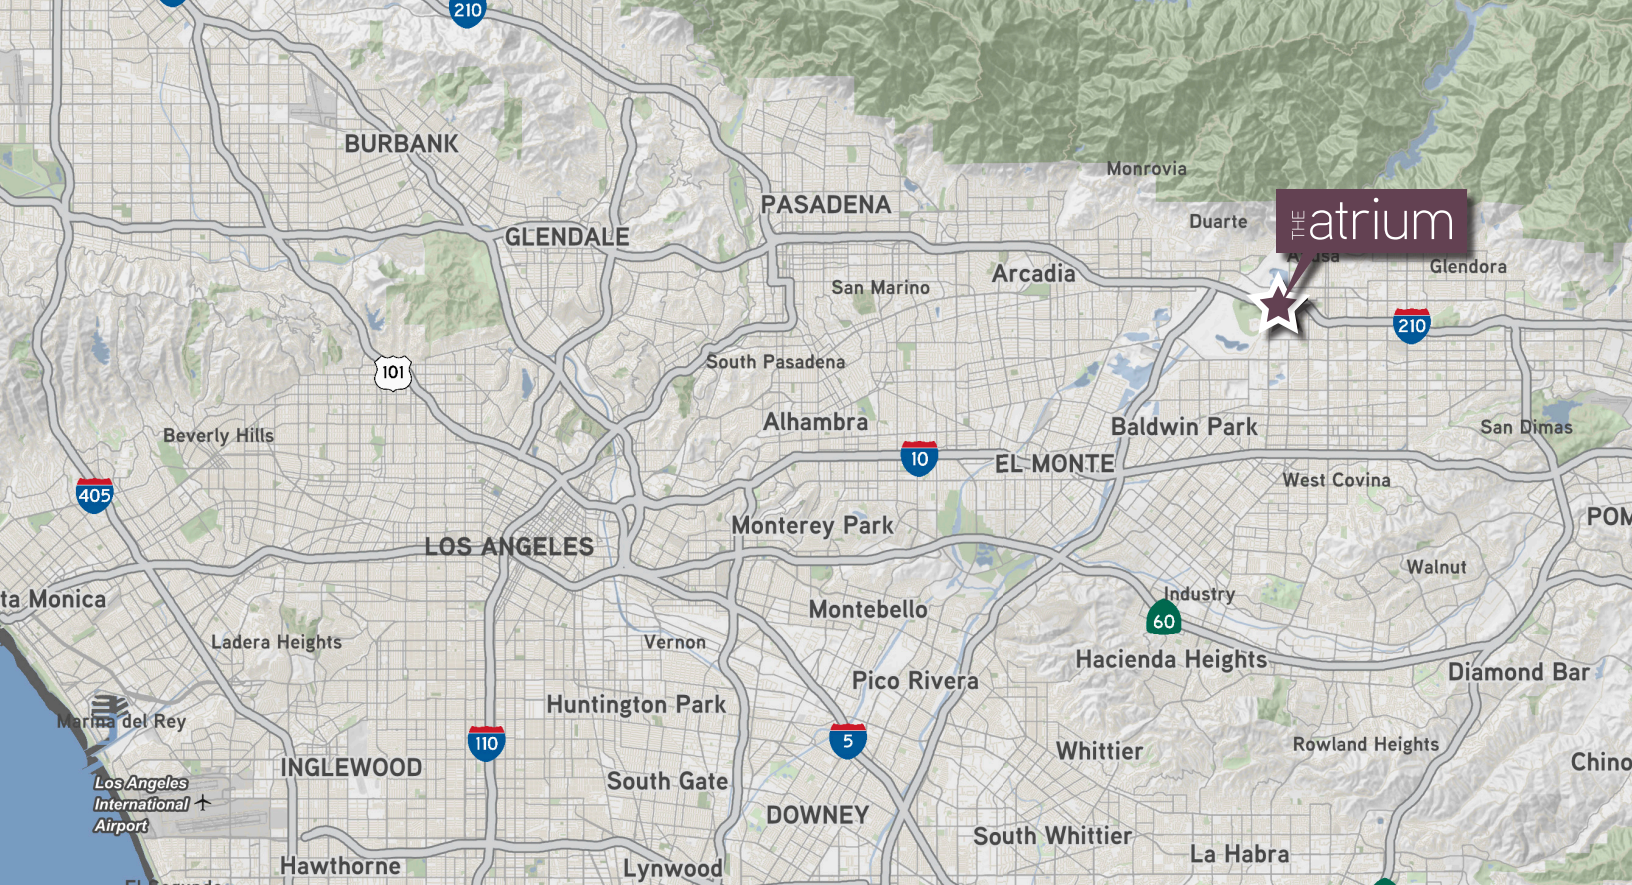 210
BURBANK
Monrovia
PASADENA
Duarte
THE atrium
GLENDALE
Azusa
Glendora
Arcadia
San Marino
210
South Pasadena
101
Alhambra
Baldwin Park
San Dimas
Beverly Hills
10
EL MONTE
West Covina
405
POM
Monterey Park
LOS ANGELES
Walnut
Industry
ta Monica
Montebello
60
Ladera Heights
Vernon
Hacienda Heights
Diamond Bar
Pico Rivera
Huntington Park
Marina del Rey
110
5
Whittier
Rowland Heights
Chino
INGLEWOOD
South Gate
Los Angeles
International
Airport
DOWNEY
South Whittier
La Habra
Hawthorne
Lynwood